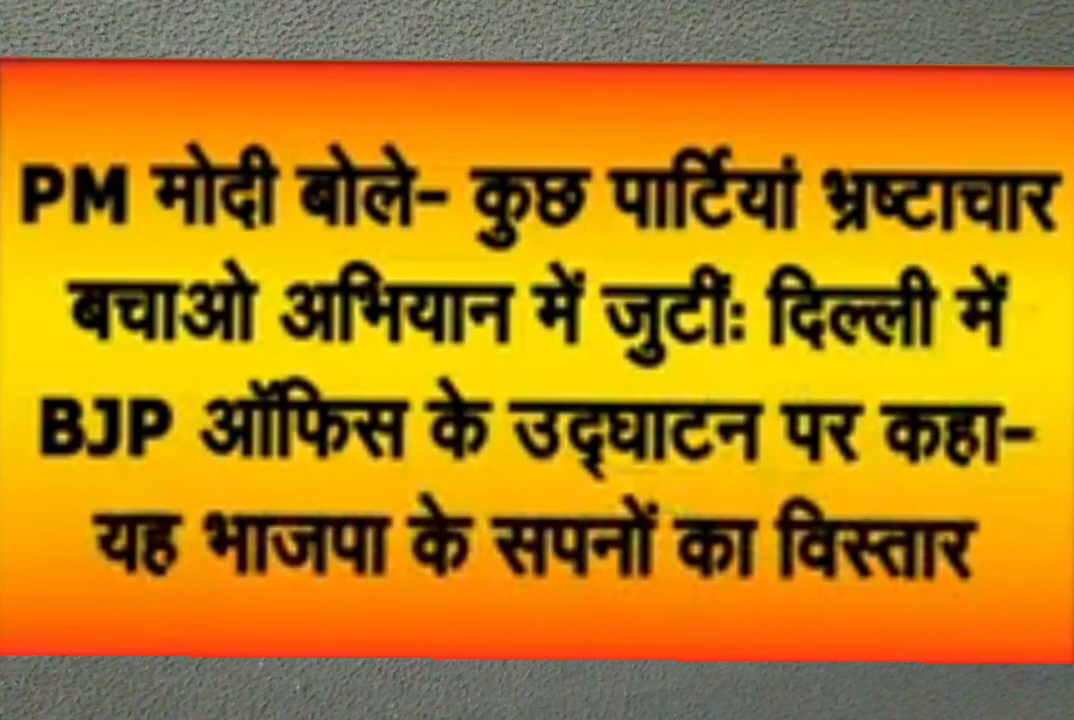 PM मोदी बोले- कुछ पार्टियां भ्रष्टाचार
बचाओ अभियान में जुटीं: दिल्ली में
BJP ऑफिस के उद्घाटन पर कहा-
यह भाजपा के सपनों का विस्तार